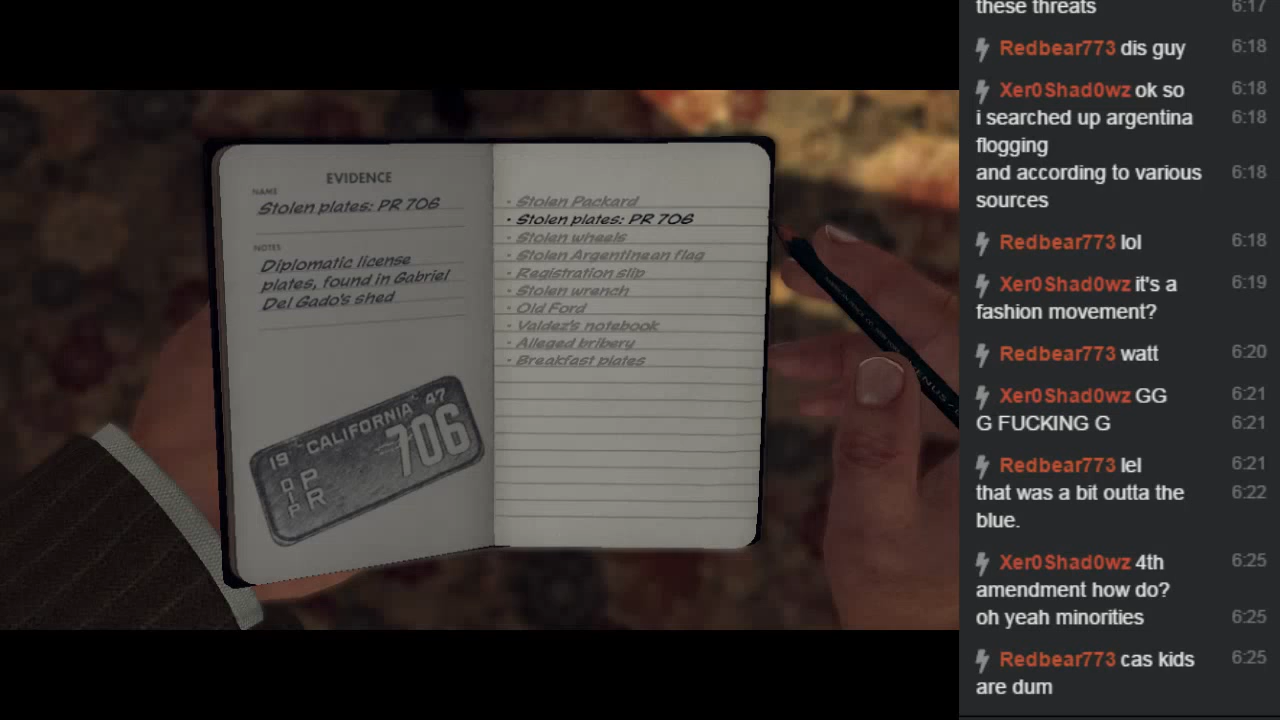 EVIDENCE
NAME
Stolen plates: PR 706
NOTES
Diplomatic license
plates, found in Gabriel
Del Gado's shed
19 CALIFORNIA 47
DIP
PR
706
- Stolen Packard
- Stolen plates: PR 706
- Stolen wheels
- Stolen Argentinean flag
- Registration slip
- Stolen wrench
- Old Ford
- Valdez's notebook
- Alleged bribery
- Breakfast plates
VENUS
these threats 6:17
Redbear773 dis guy 6:18
Xer0Shad0wz ok so 6:18
i searched up argentina 6:18
flogging
and according to various 6:18
sources
Redbear773 lol 6:18
Xer0Shad0wz it's a 6:19
fashion movement?
Redbear773 watt 6:20
Xer0Shad0wz GG 6:21
G FUCKING G 6:21
Redbear773 lel 6:21
that was a bit outta the 6:22
blue.
Xer0Shad0wz 4th 6:25
amendment how do?
oh yeah minorities 6:25
Redbear773 cas kids 6:25
are dum